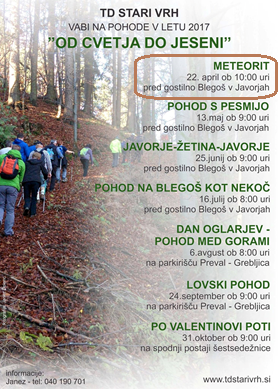 TD STARI VRH
VABI NA POHODE V LETU 2017
"OD CVETJA DO JESENI"
METEORIT
22. april ob 10:00 uri
pred gostilno Blegoš v Javorjah
POHOD S PESMIJO
13.maj ob 9:00 uri
pred gostilno Blegoš v Javorjah
JAVORJE-ŽETINA-JAVORJE
25.junij ob 9:00 uri
pred gostilno Blegoš v Javorjah
POHOD NA BLEGOŠ KOT NEKOČ
16.julij ob 8:00 uri
pred gostilno Blegoš v Javorjah
DAN OGLARJEV -
POHOD MED GORAMI
6.avgust ob 8:00 uri
na parkirišču Preval - Grebljica
LOVSKI POHOD
24.september ob 9:00 uri
na parkirišču Preval - Grebljica
PO VALENTINOVI POTI
31.oktober ob 9:00 uri
na spodnji postaji šestsedežnice
informacije:
Janez - tel: 040 190 701
www.tdstarivrh.si